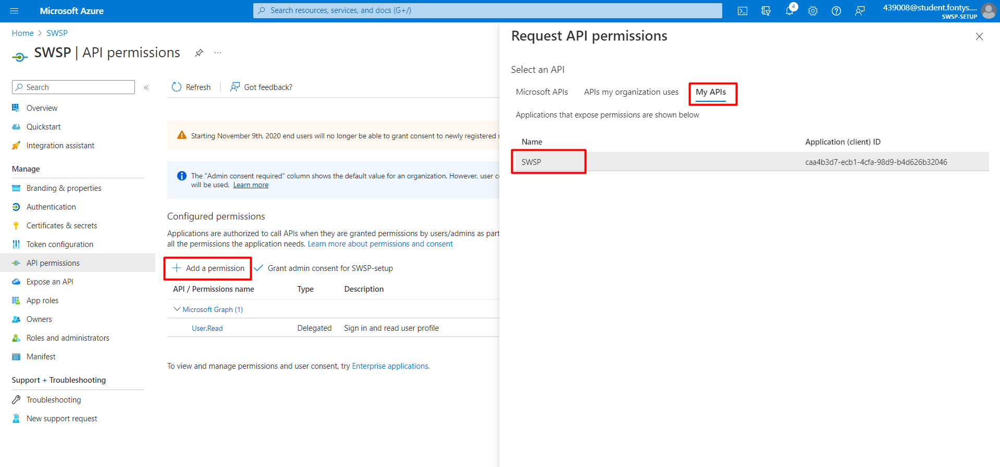 Microsoft Azure
Search resources, services, and docs (G+/)
4
439008@student.fontys....
SWSP-SETUP
Home > SWSP
SWSP | API permissions
...
Search
«
Overview
Quickstart
Integration assistant
Manage
Branding & properties
Authentication
Certificates & secrets
Token configuration
API permissions
Expose an API
App roles
Owners
Roles and administrators
Manifest
Support + Troubleshooting
Troubleshooting
New support request
Refresh
Got feedback?
Starting November 9th, 2020 end users will no longer be able to grant consent to newly registered
The "Admin consent required" column shows the default value for an organization. However, user
will be used. Learn more
Configured permissions
Applications are authorized to call APIs when they are granted permissions by users/admins as part
all the permissions the application needs. Learn more about permissions and consent
Add a permission
Grant admin consent for SWSP-setup
API / Permissions name Type Description
Microsoft Graph (1)
User.Read Delegated Sign in and read user profile
To view and manage permissions and user consent, try Enterprise applications.
Request API permissions
Select an API
Microsoft APIs APIs my organization uses My APIs
Applications that expose permissions are shown below
Name Application (client) ID
SWSP caa4b3d7-ecb1-4cfa-98d9-b4d626b32046